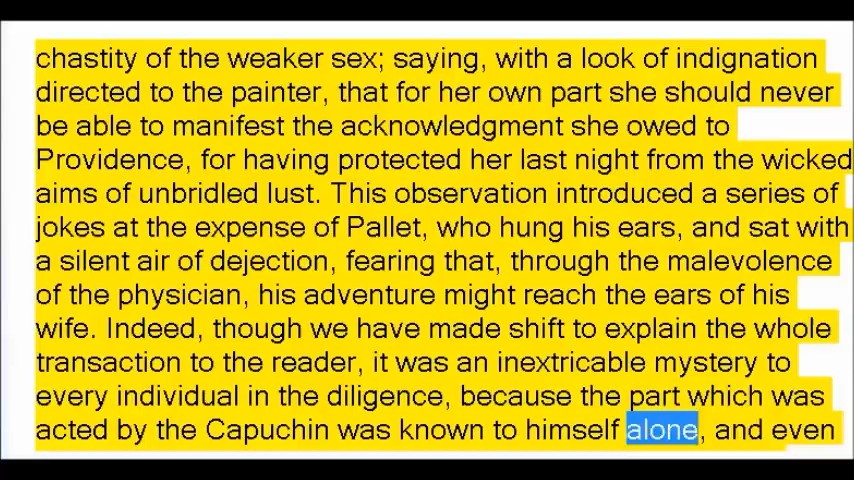 chastity of the weaker sex; saying, with a look of indignation
directed to the painter, that for her own part she should never
be able to manifest the acknowledgment she owed to
Providence, for having protected her last night from the wicked
aims of unbridled lust. This observation introduced a series of
jokes at the expense of Pallet, who hung his ears, and sat with
a silent air of dejection, fearing that, through the malevolence
of the physician, his adventure might reach the ears of his
wife. Indeed, though we have made shift to explain the whole
transaction to the reader, it was an inextricable mystery to
every individual in the diligence, because the part which was
acted by the Capuchin was known to himself alone, and even